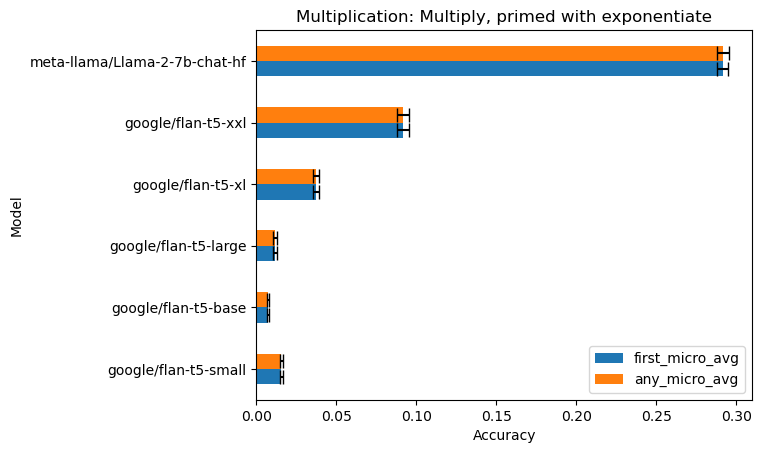 Multiplication: Multiply, primed with exponentiate
Model
meta-llama/Llama-2-7b-chat-hf
google/flan-t5-xxl
google/flan-t5-xl
google/flan-t5-large
google/flan-t5-base
google/flan-t5-small
first_micro_avg
any_micro_avg
0.00 0.05 0.10 0.15 0.20 0.25 0.30
Accuracy